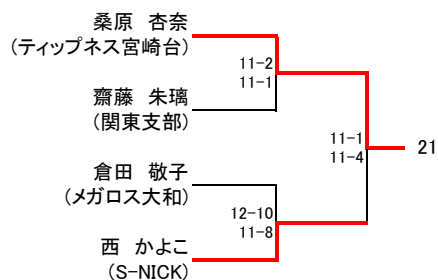 桑原 杏奈
(ティップネス宮崎台)
11-2
11-1
齋藤 朱璃
(関東支部)
11-1
11-4
21
倉田 敬子
(メガロス大和)
12-10
11-8
西 かよこ
(S-NICK)